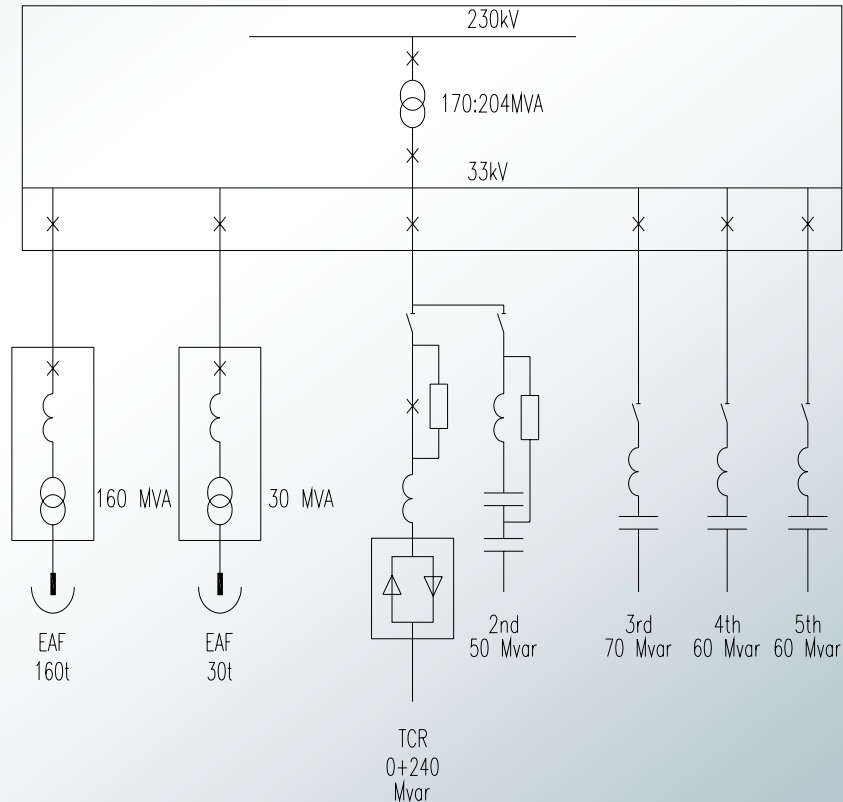 230kV
170:204MVA
33kV
160 MVA
30 MVA
EAF
160t
EAF
30t
2nd
50 Mvar
3rd
70 Mvar
4th
60 Mvar
5th
60 Mvar
TCR
0+240
Mvar